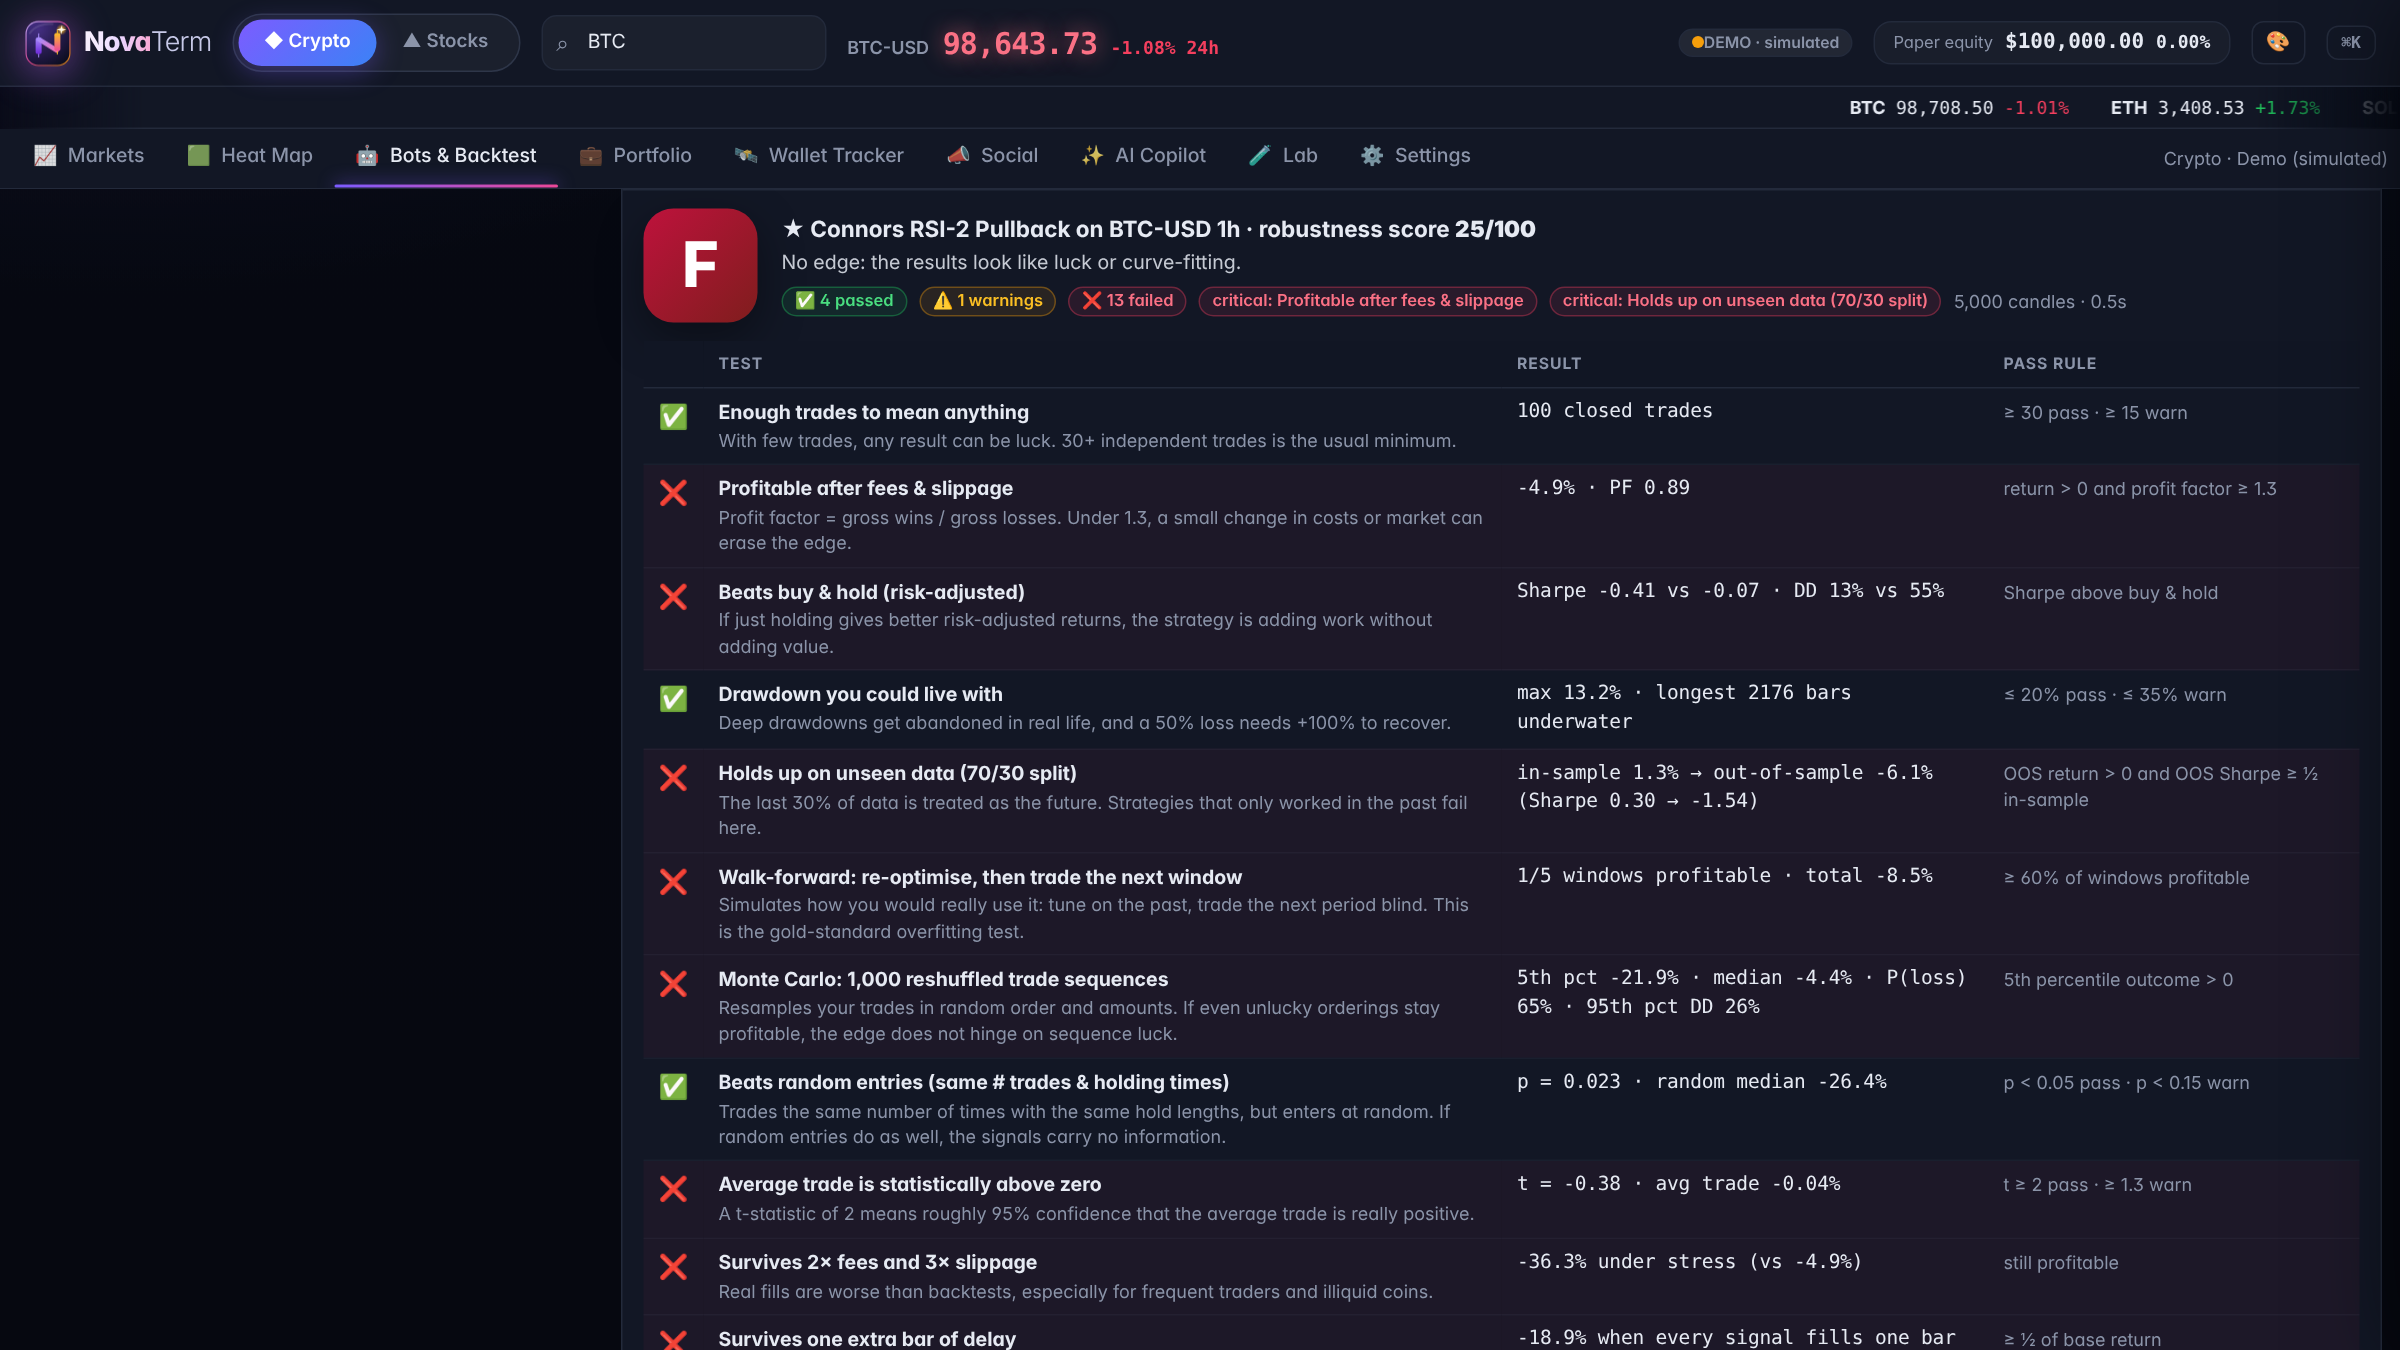 NovaTerm
Crypto
Stocks
BTC
BTC-USD 98,643.73 -1.08% 24h
DEMO · simulated
Paper equity $100,000.00 0.00%
⌘K
BTC 98,708.50 -1.01% ETH 3,408.53 +1.73% SOL
Markets Heat Map Bots & Backtest Portfolio Wallet Tracker Social AI Copilot Lab Settings
Crypto · Demo (simulated)
F
★ Connors RSI-2 Pullback on BTC-USD 1h · robustness score 25/100
No edge: the results look like luck or curve-fitting.
✅ 4 passed ⚠️ 1 warnings ❌ 13 failed critical: Profitable after fees & slippage critical: Holds up on unseen data (70/30 split) 5,000 candles · 0.5s
TEST RESULT PASS RULE
Enough trades to mean anything 100 closed trades ≥ 30 pass · ≥ 15 warn
With few trades, any result can be luck. 30+ independent trades is the usual minimum.
Profitable after fees & slippage -4.9% · PF 0.89 return > 0 and profit factor ≥ 1.3
Profit factor = gross wins / gross losses. Under 1.3, a small change in costs or market can
erase the edge.
Beats buy & hold (risk-adjusted) Sharpe -0.41 vs -0.07 · DD 13% vs 55% Sharpe above buy & hold
If just holding gives better risk-adjusted returns, the strategy is adding work without
adding value.
Drawdown you could live with max 13.2% · longest 2176 bars ≤ 20% pass · ≤ 35% warn
Deep drawdowns get abandoned in real life, and a 50% loss needs +100% to recover. underwater
Holds up on unseen data (70/30 split) in-sample 1.3% → out-of-sample -6.1% OOS return > 0 and OOS Sharpe ≥ ½
The last 30% of data is treated as the future. Strategies that only worked in the past fail (Sharpe 0.30 → -1.54) in-sample
here.
Walk-forward: re-optimise, then trade the next window 1/5 windows profitable · total -8.5% ≥ 60% of windows profitable
Simulates how you would really use it: tune on the past, trade the next period blind. This
is the gold-standard overfitting test.
Monte Carlo: 1,000 reshuffled trade sequences 5th pct -21.9% · median -4.4% · P(loss) 5th percentile outcome > 0
Resamples your trades in random order and amounts. If even unlucky orderings stay 65% · 95th pct DD 26%
profitable, the edge does not hinge on sequence luck.
Beats random entries (same # trades & holding times) p = 0.023 · random median -26.4% p < 0.05 pass · p < 0.15 warn
Trades the same number of times with the same hold lengths, but enters at random. If
random entries do as well, the signals carry no information.
Average trade is statistically above zero t = -0.38 · avg trade -0.04% t ≥ 2 pass · ≥ 1.3 warn
A t-statistic of 2 means roughly 95% confidence that the average trade is really positive.
Survives 2× fees and 3× slippage -36.3% under stress (vs -4.9%) still profitable
Real fills are worse than backtests, especially for frequent traders and illiquid coins.
Survives one extra bar of delay -18.9% when every signal fills one bar ≥ ½ of base return